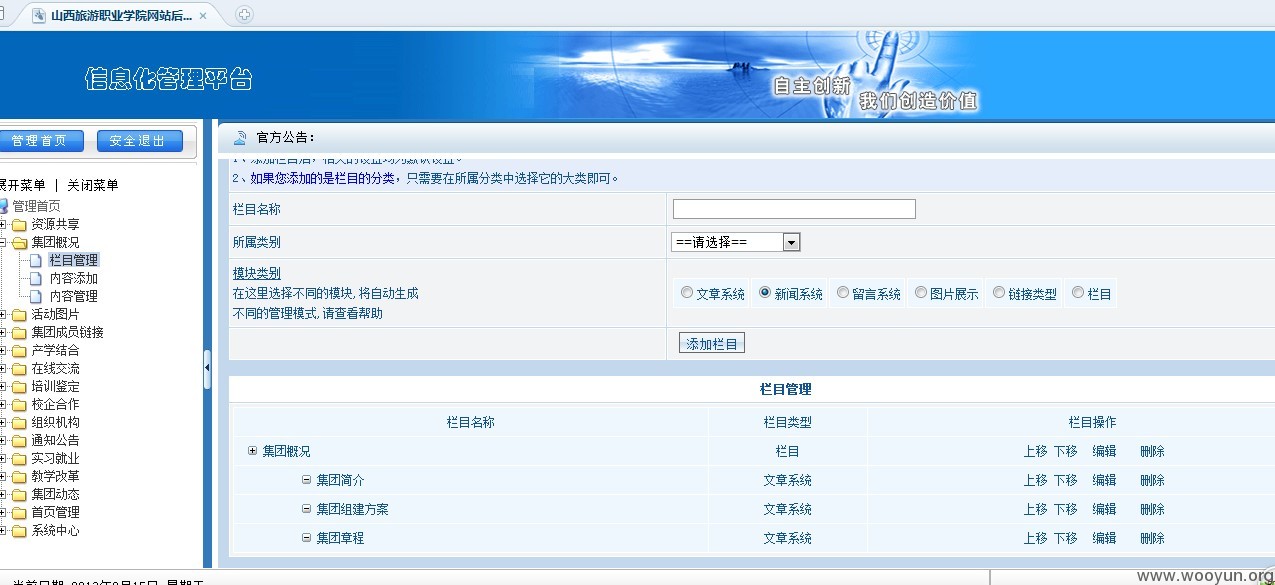 山西旅游职业学院网站后...
信息化管理平台
自主创新
我们创造价值
管理首页 安全退出
展开菜单 | 关闭菜单
管理首页
资源共享
集团概况
栏目管理
内容添加
内容管理
活动图片
集团成员链接
产学结合
在线交流
培训鉴定
校企合作
组织机构
通知公告
实习就业
教学改革
集团动态
首页管理
系统中心
官方公告：
2、如果您添加的是栏目的分类，只需要在所属分类中选择它的大类即可。
栏目名称
所属类别 ==请选择==
模块类别
在这里选择不同的模块,将自动生成
不同的管理模式,请查看帮助
文章系统 新闻系统 留言系统 图片展示 链接类型 栏目
添加栏目
栏目管理
栏目名称 栏目类型 栏目操作
集团概况 栏目 上移 下移 编辑 删除
集团简介 文章系统 上移 下移 编辑 删除
集团组建方案 文章系统 上移 下移 编辑 删除
集团章程 文章系统 上移 下移 编辑 删除
www.wooyun.org